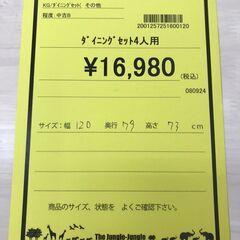 KG/ﾀﾞｲﾆﾝｸﾞｾｯﾄ( その他
程度:中古B
2001257251600120
ﾀﾞｲﾆﾝｸﾞｾｯﾄ4人用
¥16,980
(税込)
080924
サイズ:幅 120 奥行 79 高さ 73 cm
商品のサイズ、状態を よくご確認下さい。
The Jungle-Jungle